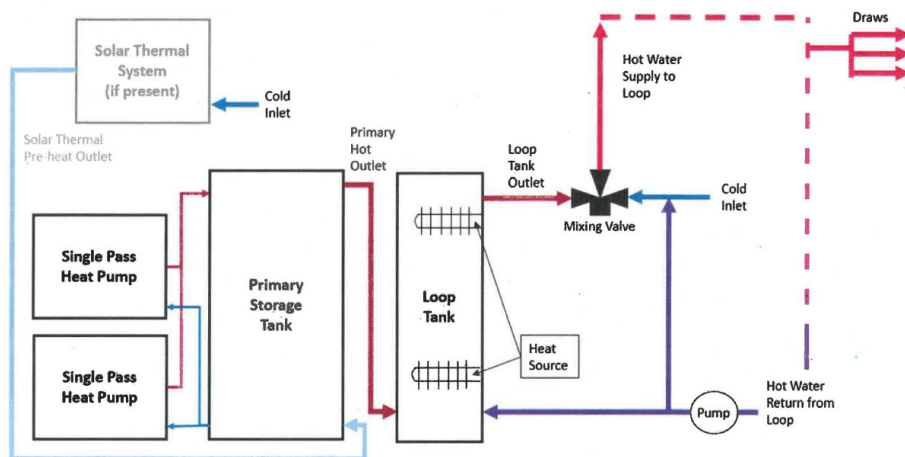 Solar Thermal
System
(if present)
Cold
Inlet
Solar Thermal
Pre-heat Outlet
Primary
Hot
Outlet
Hot Water
Supply to
Loop
Draws
Loop
Tank
Outlet
Mixing Valve
Cold
Inlet
Single Pass
Heat Pump
Single Pass
Heat Pump
Primary
Storage
Tank
Loop
Tank
Heat
Source
Pump
Hot Water
Return from
Loop